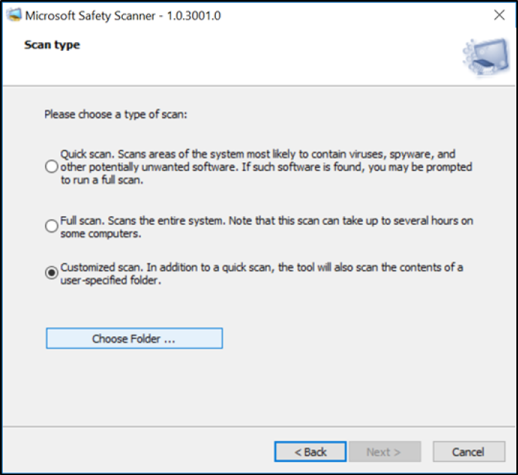 Microsoft Safety Scanner - 1.0.3001.0
Scan type
Please choose a type of scan:
Quick scan. Scans areas of the system most likely to contain viruses, spyware, and
other potentially unwanted software. If such software is found, you may be prompted
to run a full scan.
Full scan. Scans the entire system. Note that this scan can take up to several hours on
some computers.
Customized scan. In addition to a quick scan, the tool will also scan the contents of a
user-specified folder.
Choose Folder ...
< Back
Next >
Cancel